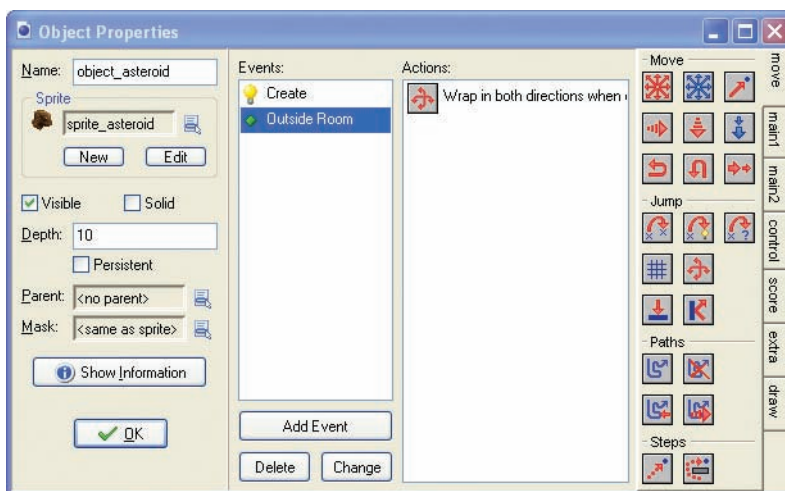 Object Properties
Name: object_asteroid
Sprite
sprite_asteroid
New Edit
Visible Solid
Depth: 10
Persistent
Parent: <no parent>
Mask: <same as sprite>
Show Information
OK
Events:
Create
Outside Room
Add Event
Delete Change
Actions:
Wrap in both directions when
Move
Jump
Paths
Steps
move
main1
main2
control
score
extra
draw